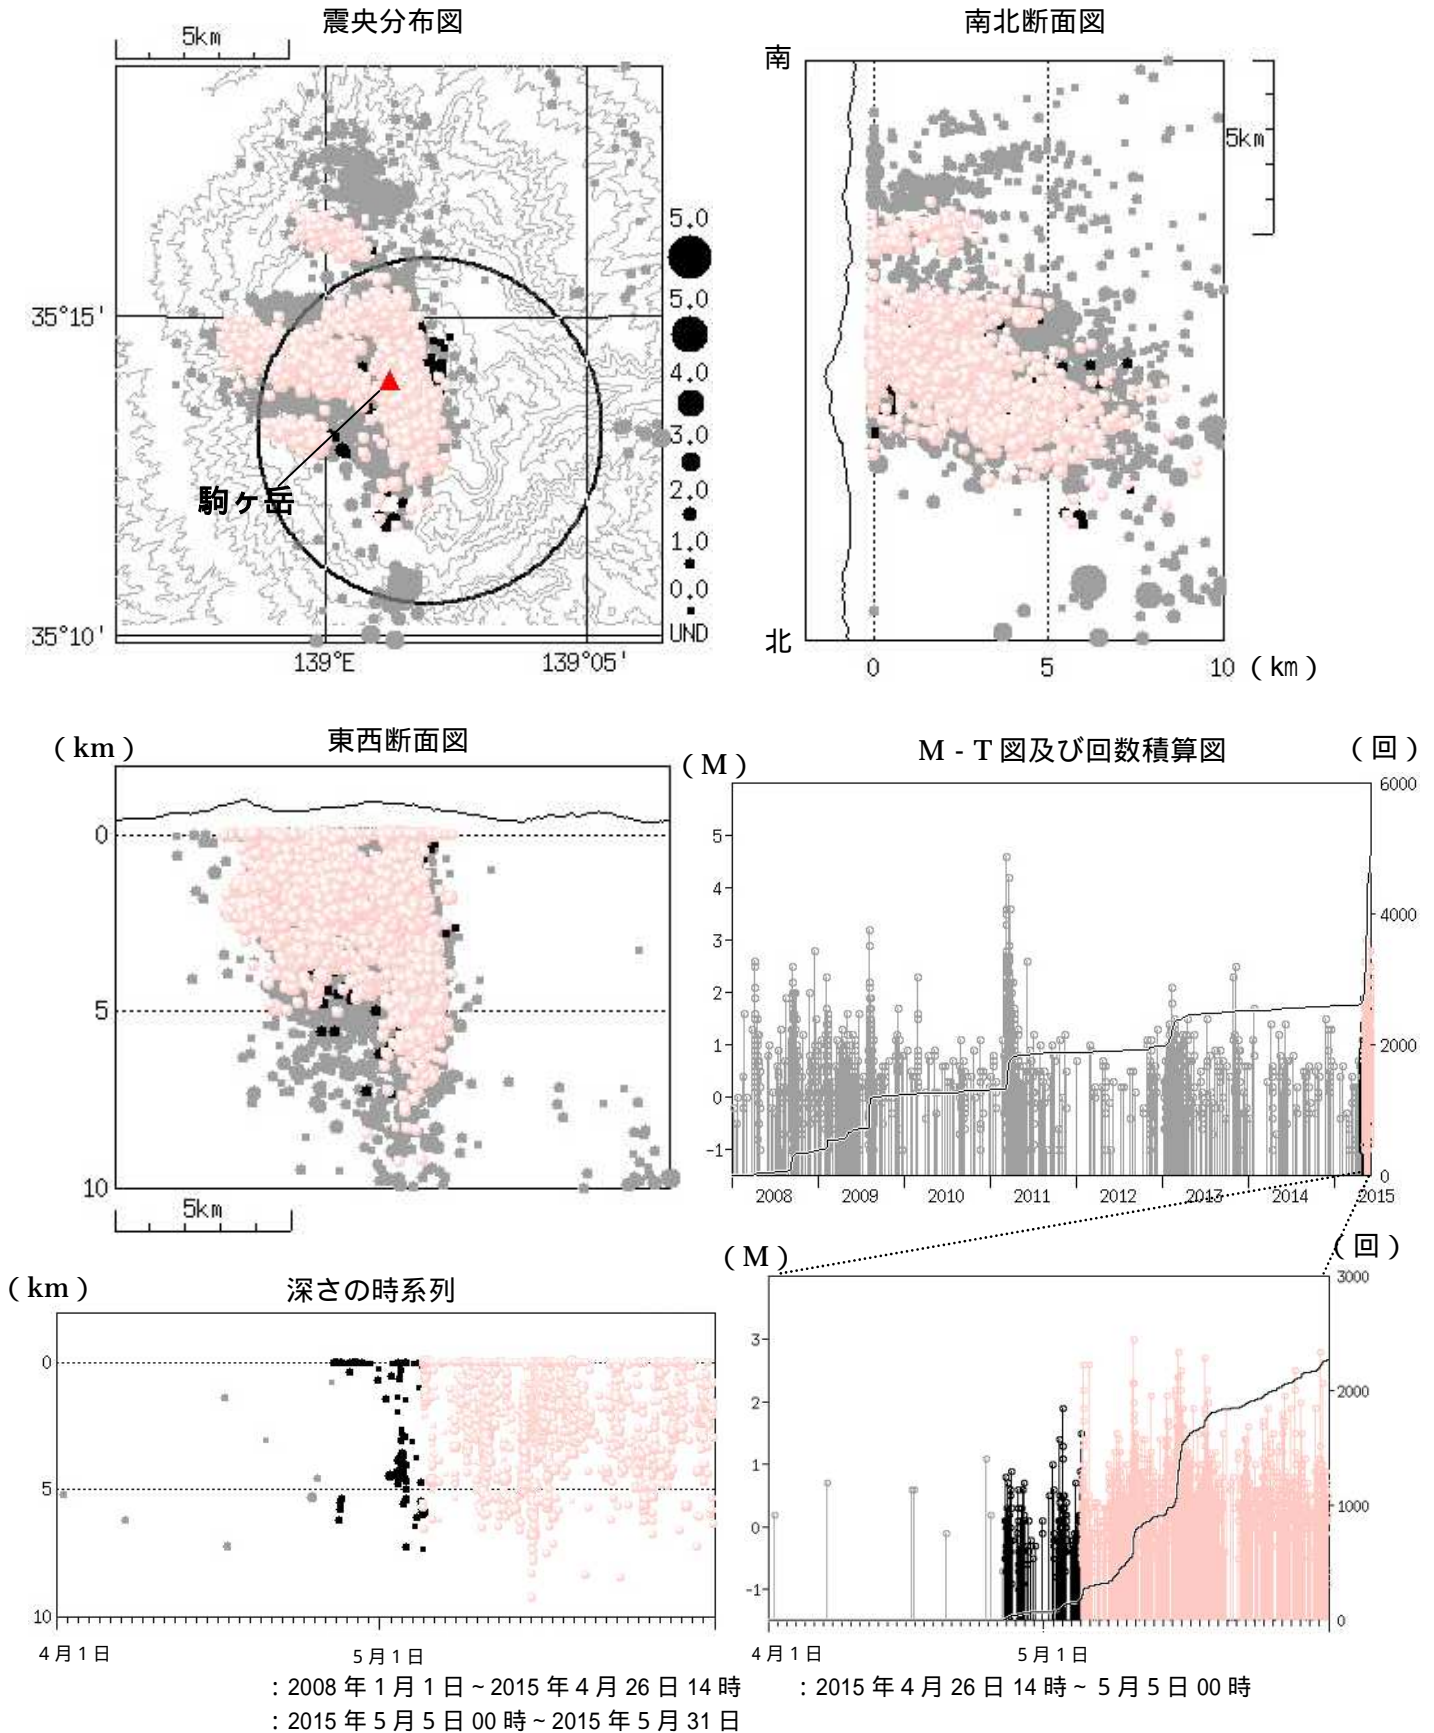 震央分布図
5km
35°15'
35°10'
139°E
139°05'
駒ヶ岳
5.0
5.0
4.0
3.0
2.0
1.0
0.0
UND
南北断面図
南
北
5km
0
5
10
(km)
(km)
東西断面図
0
5
10
5km
(M)
M-T図及び回数積算図
(回)
5
4
3
2
1
0
-1
6000
4000
2000
0
2008
2009
2010
2011
2012
2013
2014
2015
(km)
深さの時系列
0
5
10
4月1日
5月1日
(M)
(回)
3
2
1
0
-1
3000
2000
1000
0
4月1日
5月1日
:2008年1月1日~2015年4月26日14時
:2015年4月26日14時~5月5日00時
:2015年5月5日00時~2015年5月31日